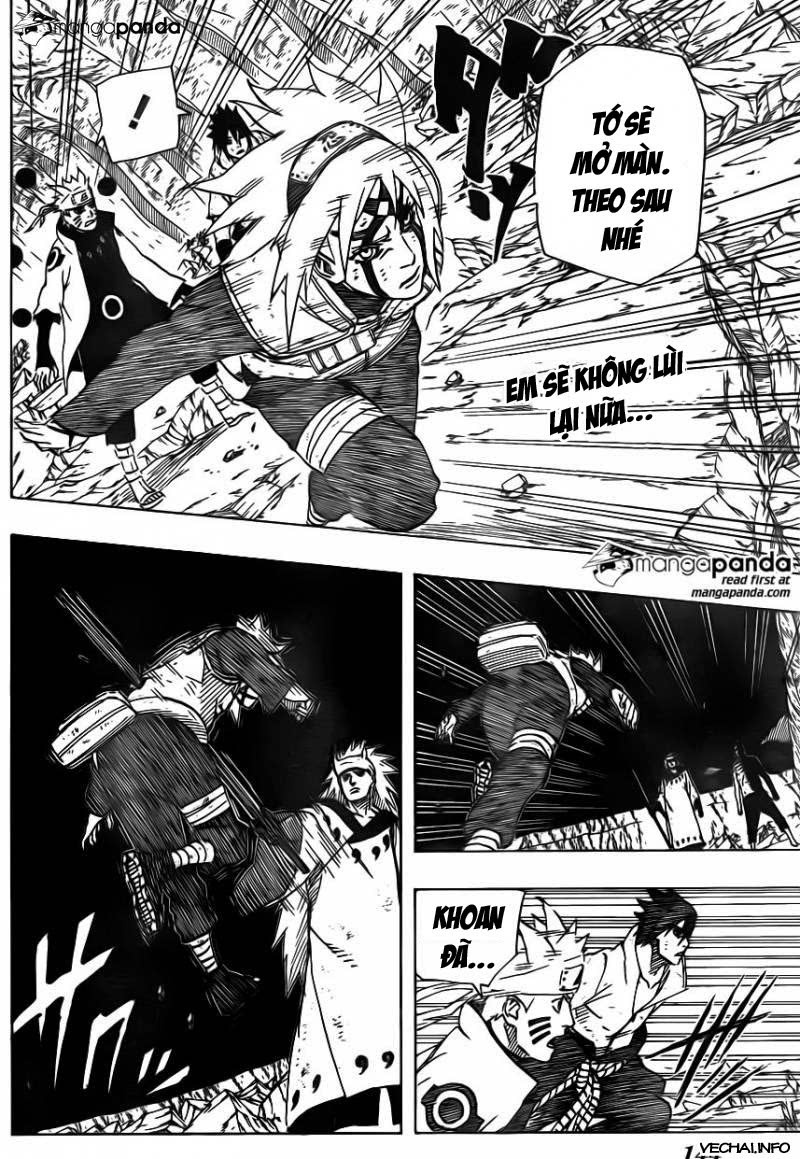 mangapanda
!
TỚ SẼ
MỞ MÀN.
THEO SAU
NHÉ
EM SẼ KHÔNG LÙI
LẠI NỮA...
mangapanda
read first at
mangapanda.com
KHOAN
ĐÃ...
VECHAI.INFO